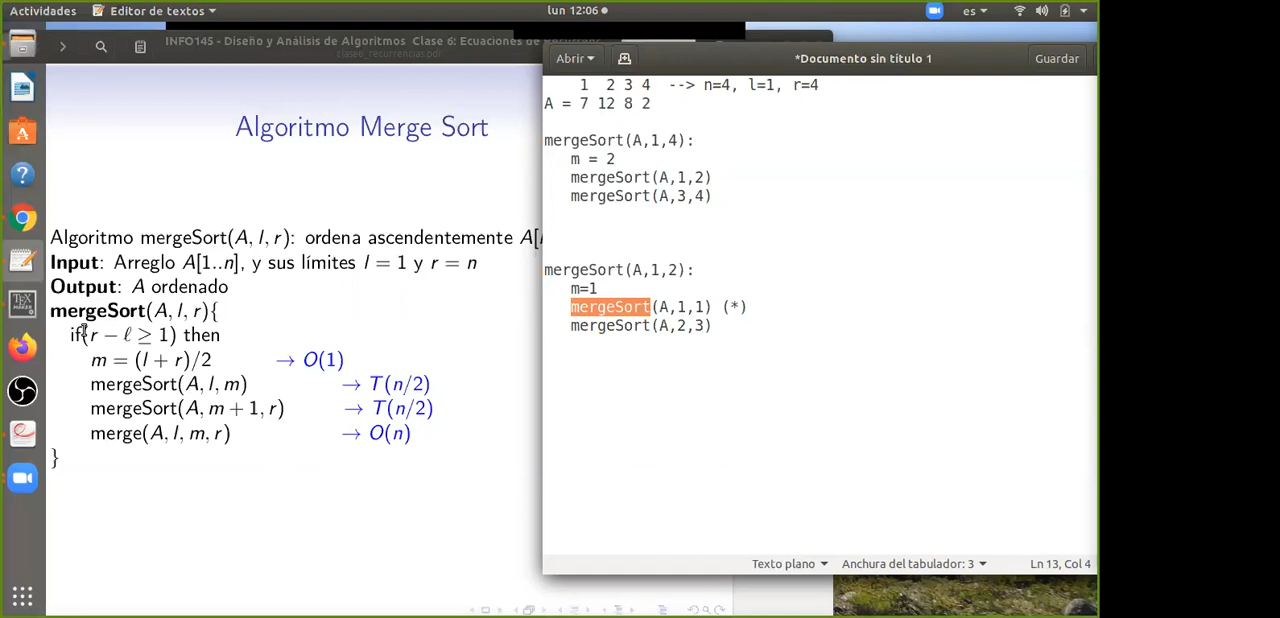 Actividades Editor de textos lun 12:06 es
INFO145 - Diseño y Análisis de Algoritmos Clase 6: Ecuaciones de
Abrir *Documento sin título 1 Guardar
Algoritmo Merge Sort
Algoritmo mergeSort(A, l, r): ordena ascendentemente A[
Input: Arreglo A[1..n], y sus límites l = 1 y r = n
Output: A ordenado
mergeSort(A, l, r){
if(r − ℓ ≥ 1) then
m = (l + r)/2 → O(1)
mergeSort(A, l, m) → T(n/2)
mergeSort(A, m + 1, r) → T(n/2)
merge(A, l, m, r) → O(n)
}
1 2 3 4 --> n=4, l=1, r=4
A = 7 12 8 2
mergeSort(A,1,4):
m = 2
mergeSort(A,1,2)
mergeSort(A,3,4)
mergeSort(A,1,2):
m=1
mergeSort(A,1,1) (*)
mergeSort(A,2,3)
Texto plano Anchura del tabulador: 3 Ln 13, Col 4